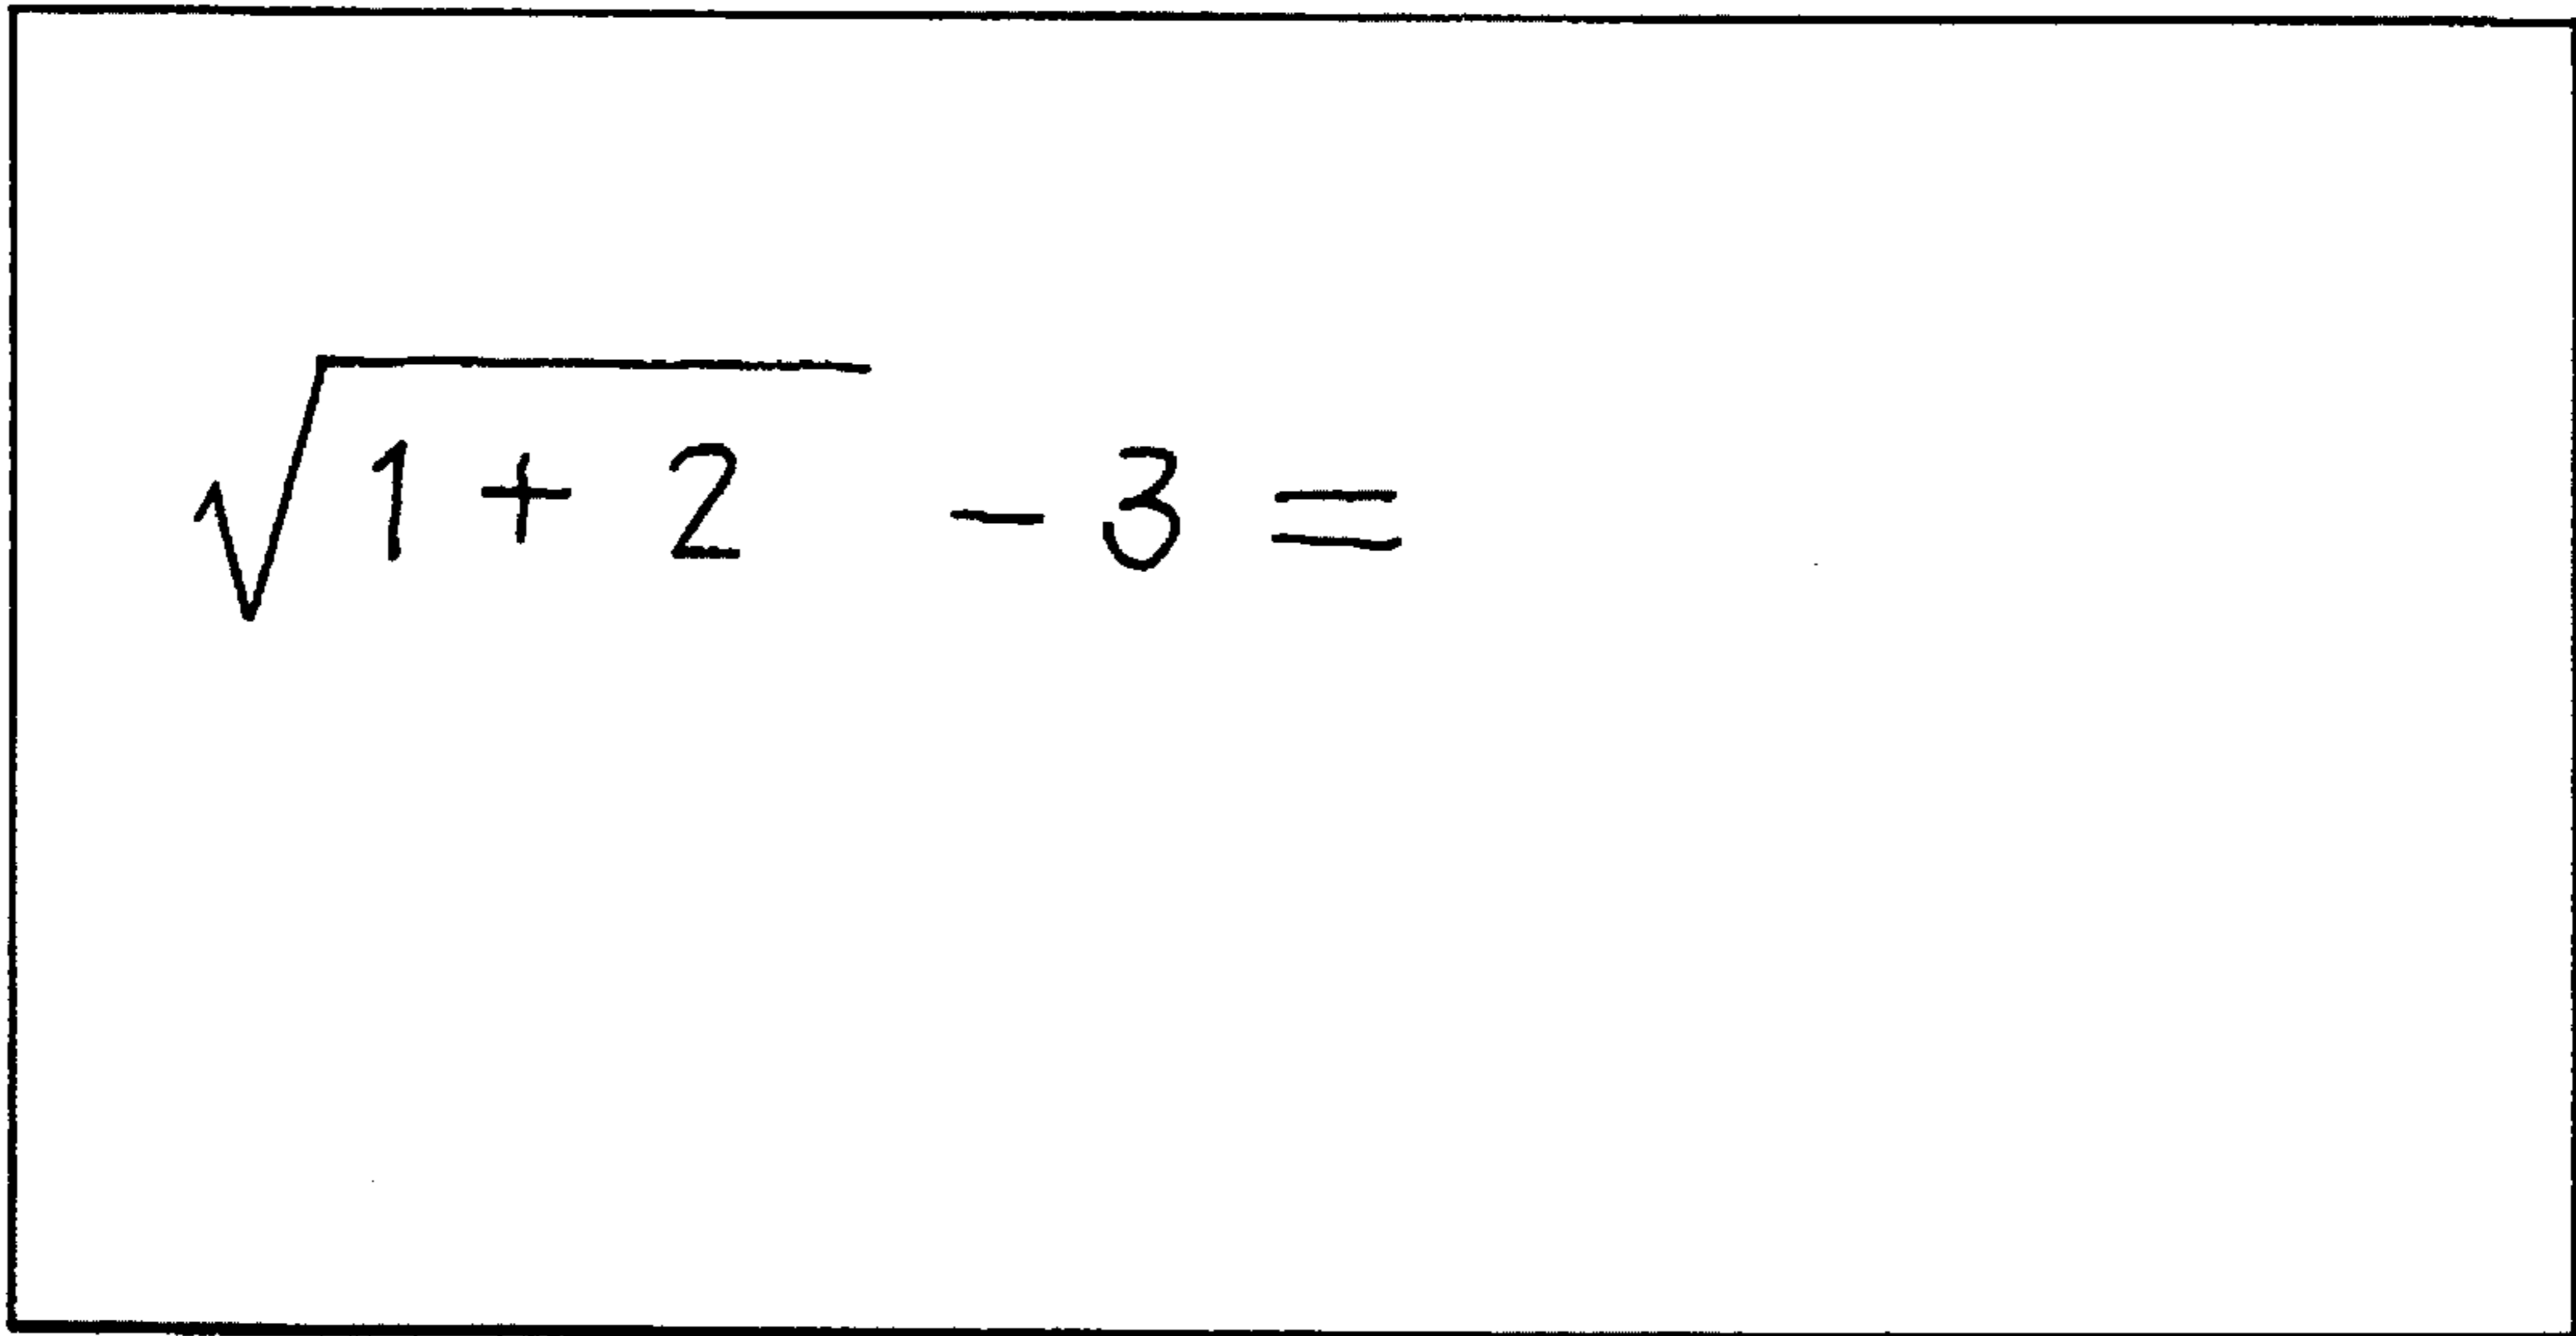 √(1 + 2) - 3 =